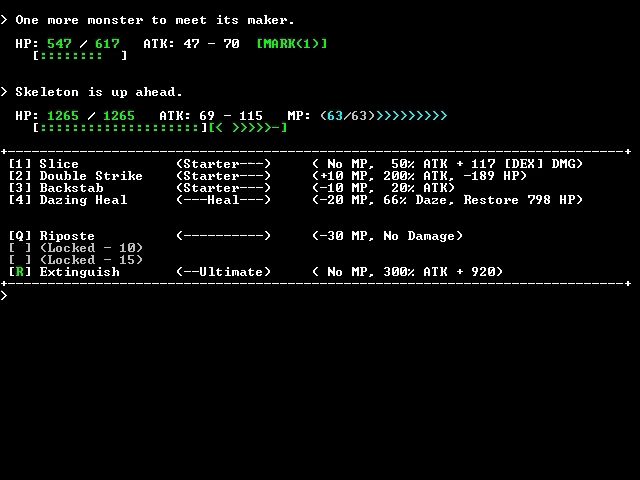 > One more monster to meet its maker.
HP: 547 / 617  ATK: 47 - 70  [MARK(1)]
[::::::::  ]
> Skeleton is up ahead.
HP: 1265 / 1265   ATK: 69 - 115   MP: (63/63)>>>>>>>>>
[::::::::::::::::::::][< >>>>>-]
+------------------------------------------------------------------------------+
[1] Slice            (Starter---)     ( No MP,  50% ATK + 117 [DEX] DMG)
[2] Double Strike    (Starter---)     (+10 MP, 200% ATK, -189 HP)
[3] Backstab         (Starter---)     (-10 MP,  20% ATK)
[4] Dazing Heal      (---Heal---)     (-20 MP, 66% Daze, Restore 798 HP)
[Q] Riposte          (----------)     (-30 MP, No Damage)
[ ] (Locked - 10)
[ ] (Locked - 15)
[R] Extinguish       (--Ultimate)     ( No MP, 300% ATK + 920)
+------------------------------------------------------------------------------+
>